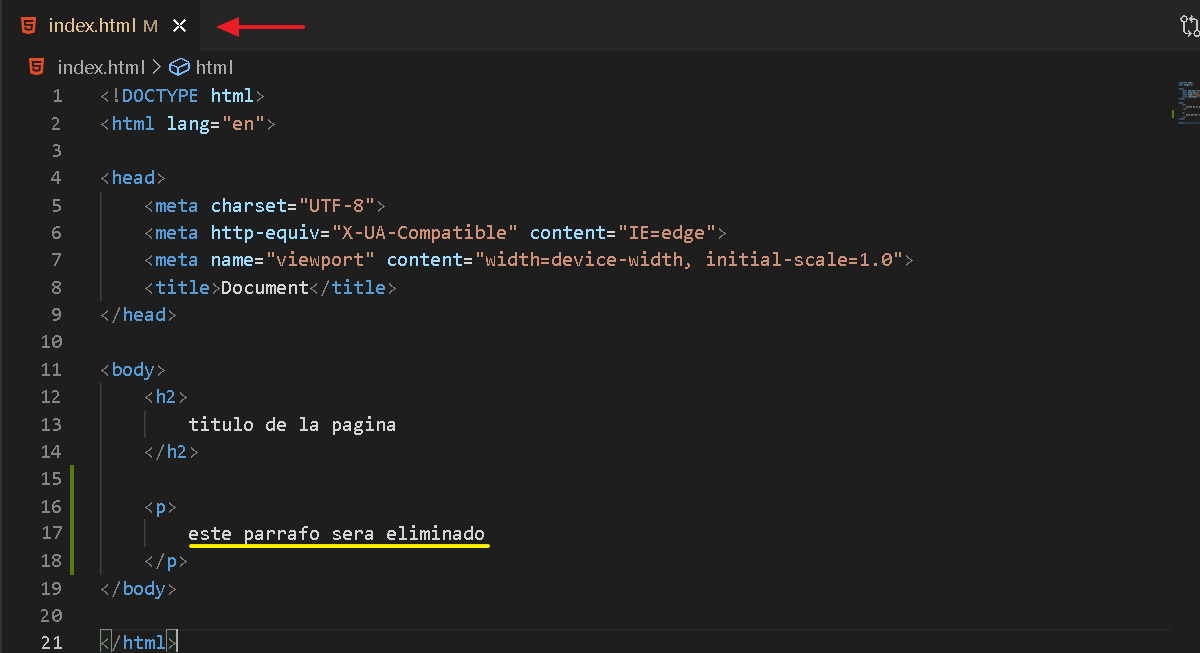 index.html M
index.html > html
1 <!DOCTYPE html>
2 <html lang="en">
3
4 <head>
5     <meta charset="UTF-8">
6     <meta http-equiv="X-UA-Compatible" content="IE=edge">
7     <meta name="viewport" content="width=device-width, initial-scale=1.0">
8     <title>Document</title>
9 </head>
10
11 <body>
12     <h2>
13         titulo de la pagina
14     </h2>
15
16     <p>
17         este parrafo sera eliminado
18     </p>
19 </body>
20
21 </html>